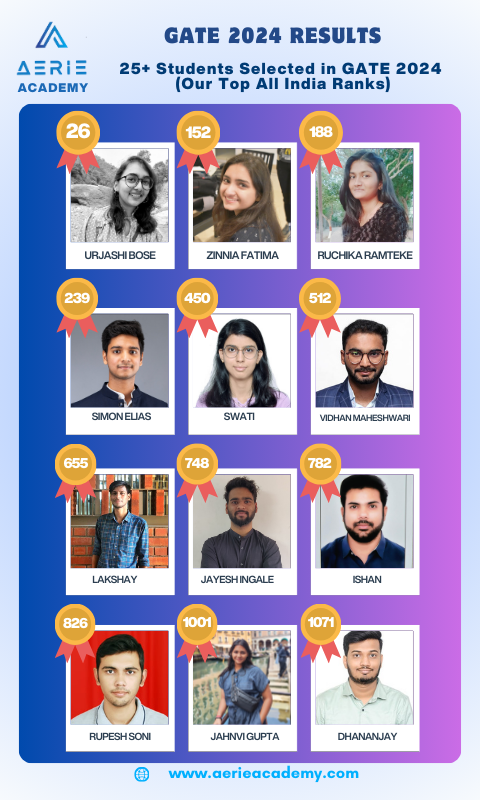 AERIE
ACADEMY
GATE 2024 RESULTS
25+ Students Selected in GATE 2024
(Our Top All India Ranks)
26
152
188
URJASHI BOSE
ZINNIA FATIMA
RUCHIKA RAMTEKE
239
450
512
SIMON ELIAS
SWATI
VIDHAN MAHESHWARI
655
748
782
LAKSHAY
JAYESH INGALE
ISHAN
826
1001
1071
RUPESH SONI
JAHNVI GUPTA
DHANANJAY
www.aerieacademy.com